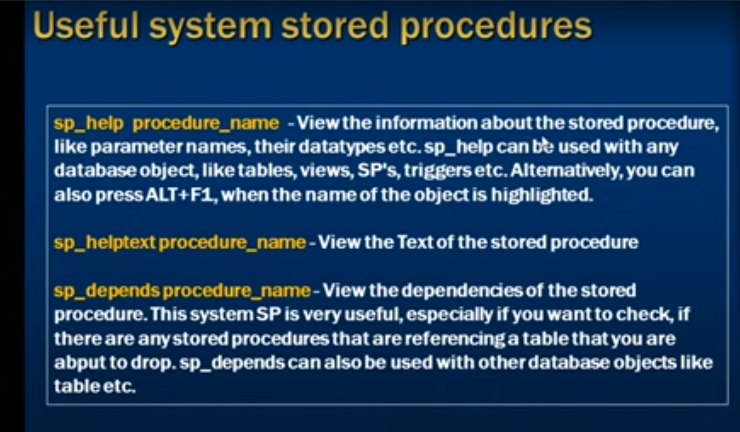 Useful system stored procedures
sp_help procedure_name - View the information about the stored procedure,
like parameter names, their datatypes etc. sp_help can be used with any
database object, like tables, views, SP's, triggers etc. Alternatively, you can
also press ALT+F1, when the name of the object is highlighted.
sp_helptext procedure_name - View the Text of the stored procedure
sp_depends procedure_name - View the dependencies of the stored
procedure. This system SP is very useful, especially if you want to check, if
there are any stored procedures that are referencing a table that you are
abput to drop. sp_depends can also be used with other database objects like
table etc.